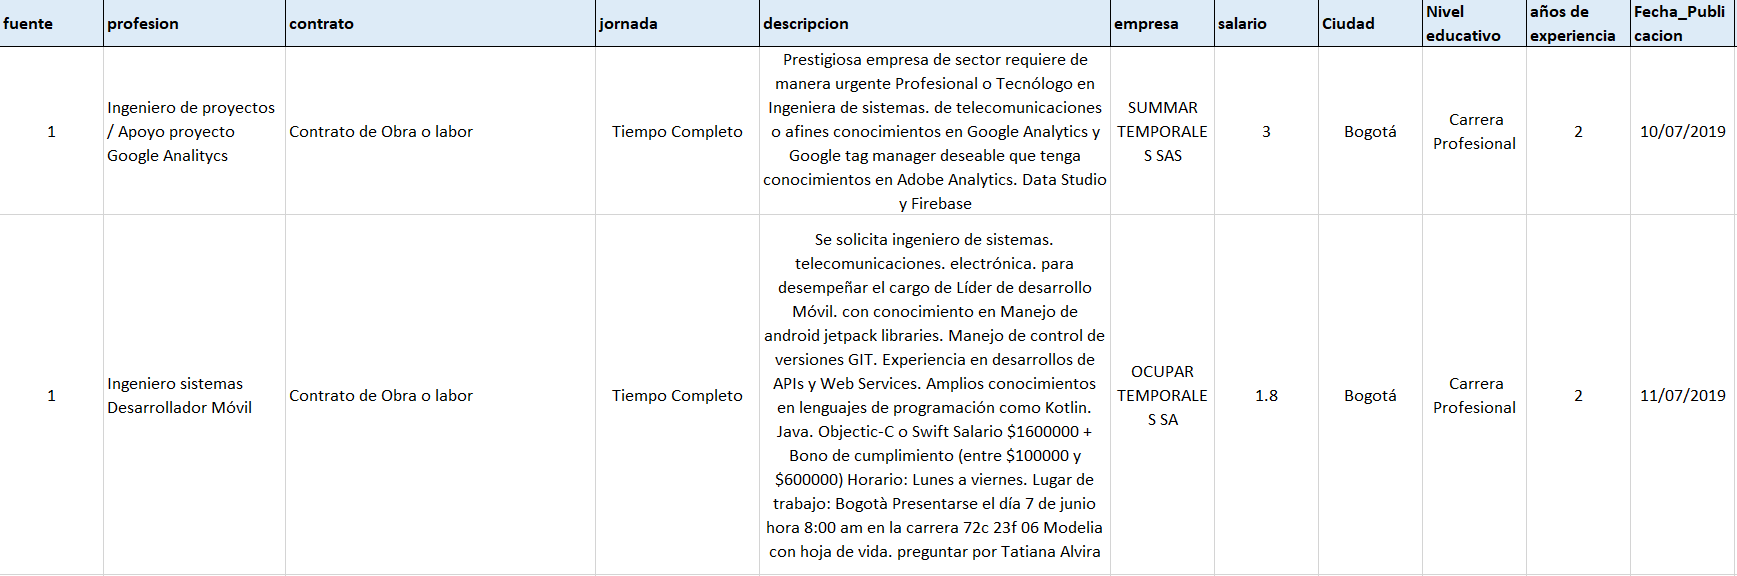 fuente
profesion
contrato
jornada
descripcion
empresa
salario
Ciudad
Nivel
educativo
años de
experiencia
Fecha_Publi
cacion
1
Ingeniero de proyectos
/ Apoyo proyecto
Google Analitycs
Contrato de Obra o labor
Tiempo Completo
Prestigiosa empresa de sector requiere de
manera urgente Profesional o Tecnólogo en
Ingeniera de sistemas. de telecomunicaciones
o afines conocimientos en Google Analytics y
Google tag manager deseable que tenga
conocimientos en Adobe Analytics. Data Studio
y Firebase
SUMMAR
TEMPORALE
S SAS
3
Bogotá
Carrera
Profesional
2
10/07/2019
1
Ingeniero sistemas
Desarrollador Móvil
Contrato de Obra o labor
Tiempo Completo
Se solicita ingeniero de sistemas.
telecomunicaciones. electrónica. para
desempeñar el cargo de Líder de desarrollo
Móvil. con conocimiento en Manejo de
android jetpack libraries. Manejo de control de
versiones GIT. Experiencia en desarrollos de
APIs y Web Services. Amplios conocimientos
en lenguajes de programación como Kotlin.
Java. Objectic-C o Swift Salario $1600000 +
Bono de cumplimiento (entre $100000 y
$600000) Horario: Lunes a viernes. Lugar de
trabajo: Bogotà Presentarse el día 7 de junio
hora 8:00 am en la carrera 72c 23f 06 Modelia
con hoja de vida. preguntar por Tatiana Alvira
OCUPAR
TEMPORALE
S SA
1.8
Bogotá
Carrera
Profesional
2
11/07/2019